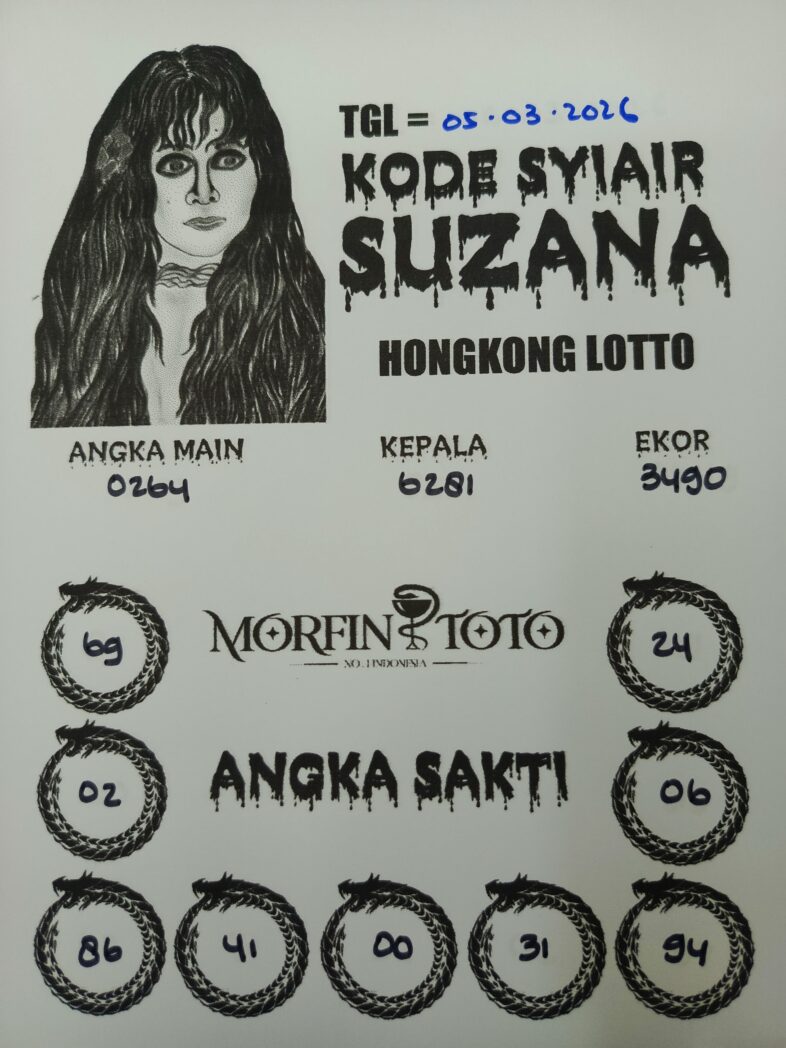 TGL = 05.03.2026
KODE SYIAIR
SUZANA
HONGKONG LOTTO
ANGKA MAIN KEPALA EKOR
0264 6281 3490
69 MORFIN TOTO 24
NO.1 INDONESIA
02 ANGKA SAKTI 06
86 41 00 31 94